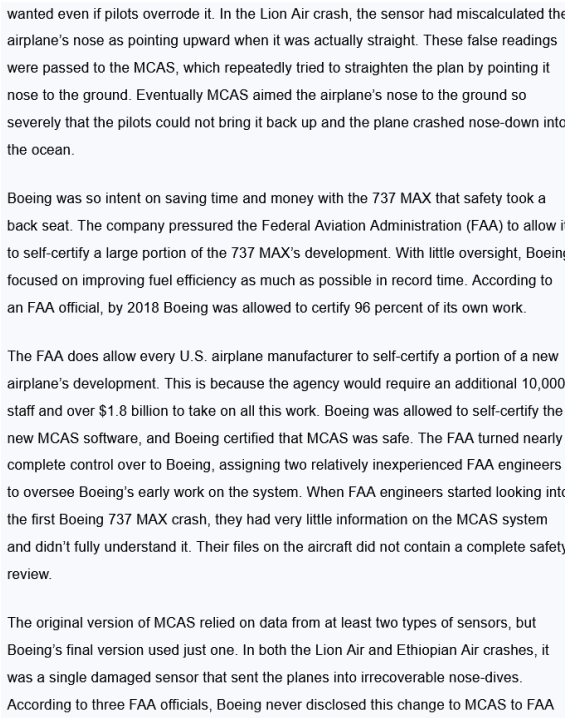 wanted even if pilots overrode it. In the Lion Air crash, the sensor had miscalculated the
airplane's nose as pointing upward when it was actually straight. These false readings
were passed to the MCAS, which repeatedly tried to straighten the plan by pointing it
nose to the ground. Eventually MCAS aimed the airplane's nose to the ground so
severely that the pilots could not bring it back up and the plane crashed nose-down into
the ocean.
Boeing was so intent on saving time and money with the 737 MAX that safety took a
back seat. The company pressured the Federal Aviation Administration (FAA) to allow it
to self-certify a large portion of the 737 MAX's development. With little oversight, Boeing
focused on improving fuel efficiency as much as possible in record time. According to
an FAA official, by 2018 Boeing was allowed to certify 96 percent of its own work.
The FAA does allow every U.S. airplane manufacturer to self-certify a portion of a new
airplane's development. This is because the agency would require an additional 10,000
staff and over $1.8 billion to take on all this work. Boeing was allowed to self-certify the
new MCAS software, and Boeing certified that MCAS was safe. The FAA turned nearly
complete control over to Boeing, assigning two relatively inexperienced FAA engineers
to oversee Boeing's early work on the system. When FAA engineers started looking into
the first Boeing 737 MAX crash, they had very little information on the MCAS system
and didn't fully understand it. Their files on the aircraft did not contain a complete safety
review.
The original version of MCAS relied on data from at least two types of sensors, but
Boeing's final version used just one. In both the Lion Air and Ethiopian Air crashes, it
was a single damaged sensor that sent the planes into irrecoverable nose-dives.
According to three FAA officials, Boeing never disclosed this change to MCAS to FAA